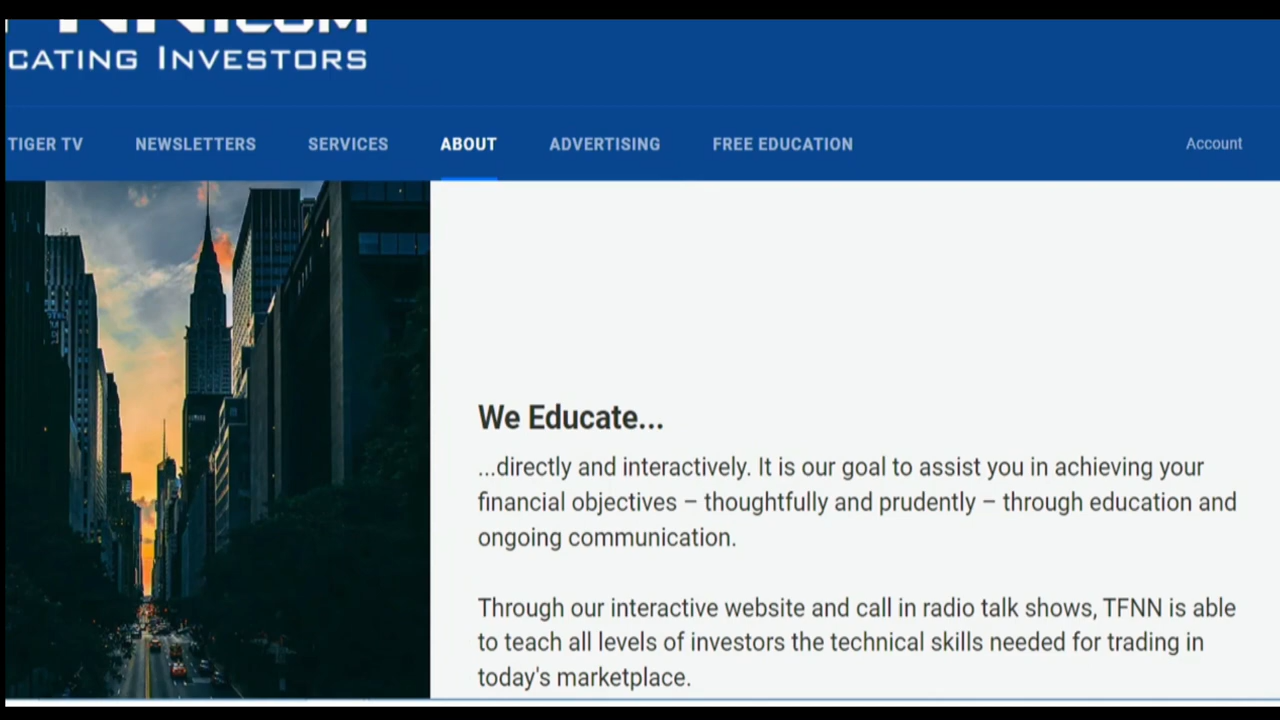 CATING INVESTORS
TIGER TV NEWSLETTERS SERVICES ABOUT ADVERTISING FREE EDUCATION Account
We Educate...
...directly and interactively. It is our goal to assist you in achieving your
financial objectives – thoughtfully and prudently – through education and
ongoing communication.
Through our interactive website and call in radio talk shows, TFNN is able
to teach all levels of investors the technical skills needed for trading in
today's marketplace.